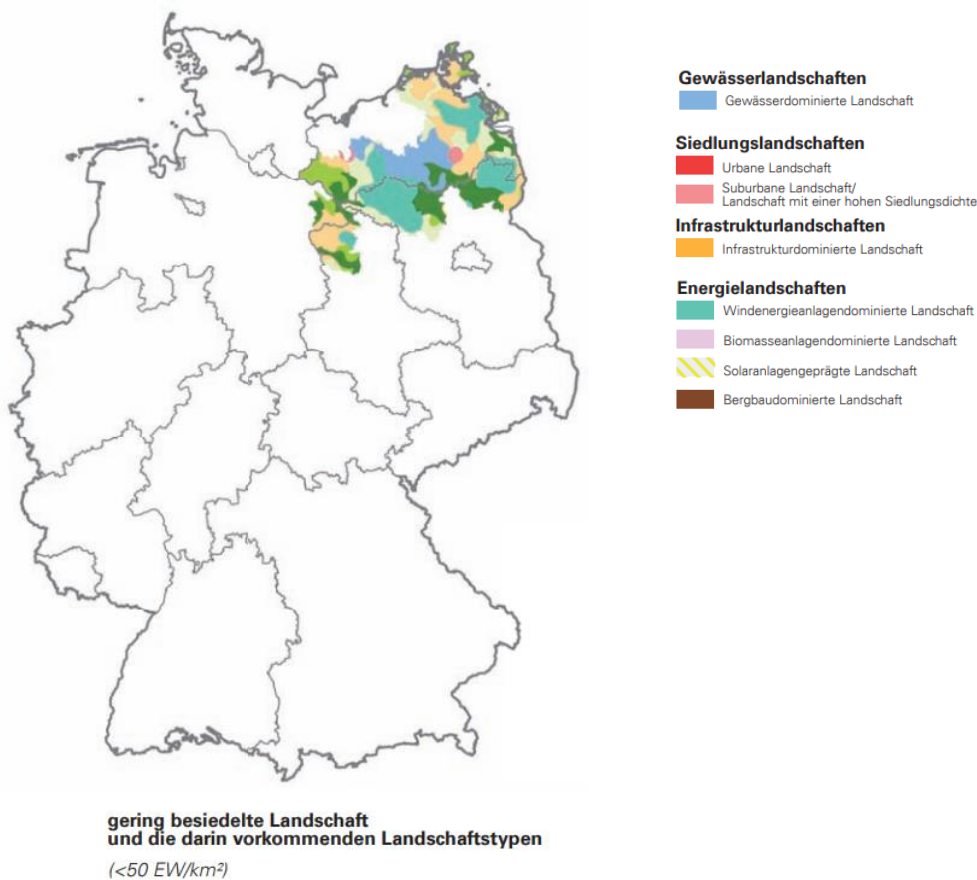 Gewässerlandschaften
Gewässerdominierte Landschaft
Siedlungslandschaften
Urbane Landschaft
Suburbane Landschaft/
Landschaft mit einer hohen Siedlungsdichte
Infrastrukturlandschaften
Infrastrukturdominierte Landschaft
Energielandschaften
Windenergieanlagendominierte Landschaft
Biomasseanlagendominierte Landschaft
Solaranlagengeprägte Landschaft
Bergbaudominierte Landschaft
gering besiedelte Landschaft
und die darin vorkommenden Landschaftstypen
(<50 EW/km²)